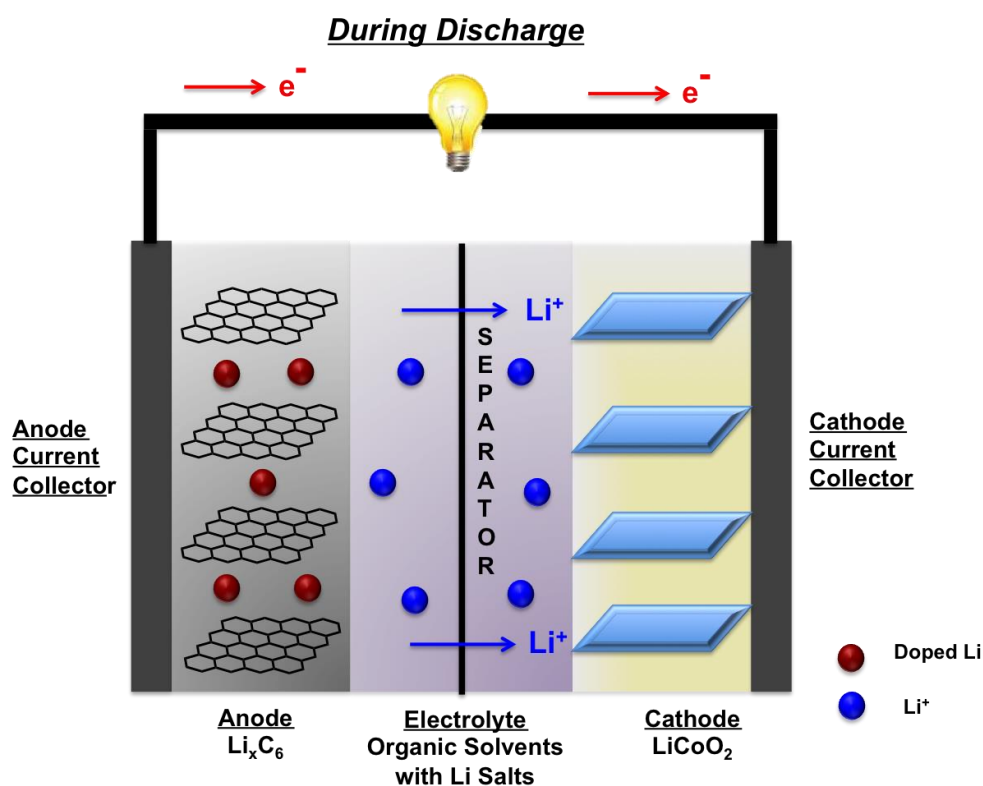 During Discharge
e-
e-
Li+
SEPARATOR
Li+
Anode
Current
Collector
Cathode
Current
Collector
Doped Li
Li+
Anode
LixC6
Electrolyte
Organic Solvents
with Li Salts
Cathode
LiCoO2